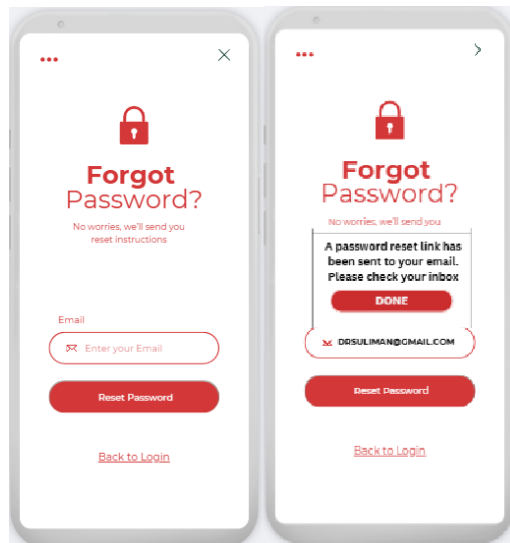 Forgot
Password?
No worries, we'll send you
reset instructions
Email
Enter your Email
Reset Password
Back to Login
Forgot
Password?
No worries, we'll send you
A password reset link has
been sent to your email.
Please check your inbox
DONE
DRSULIMAN@GMAIL.COM
Reset Password
Back to Login